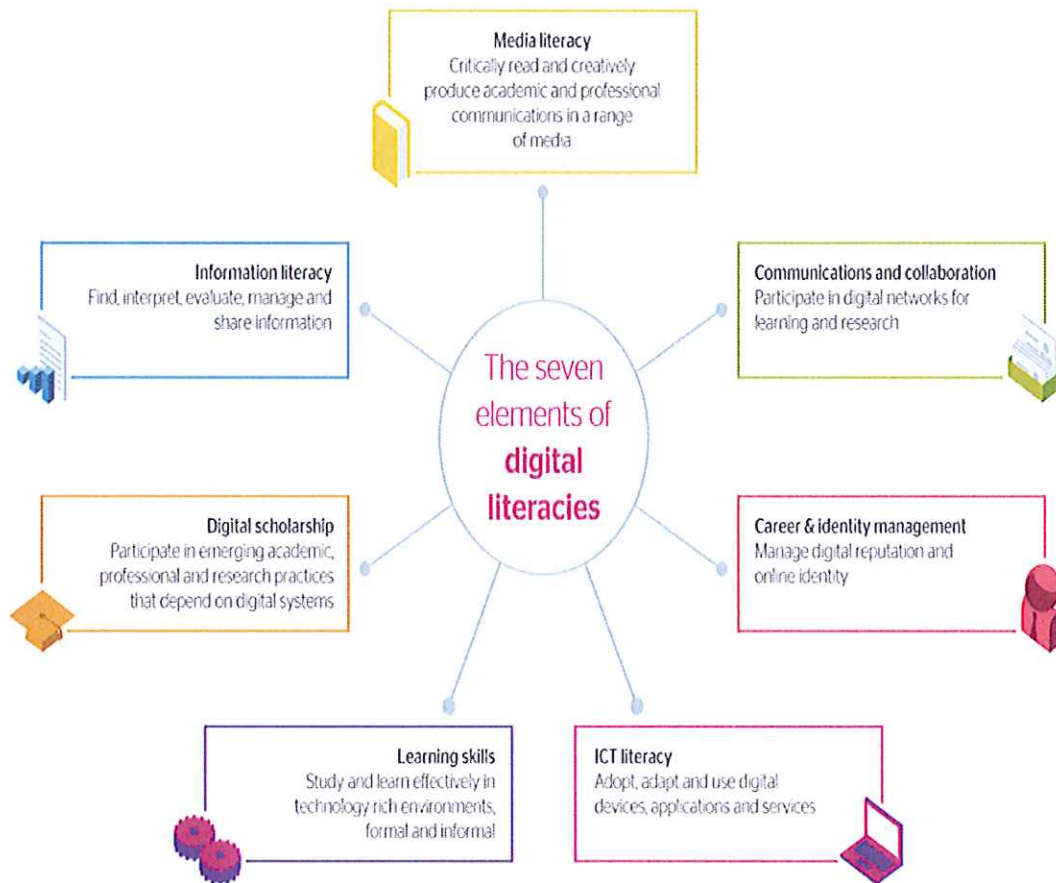 Media literacy
Critically read and creatively
produce academic and professional
communications in a range
of media
Information literacy
Find, interpret, evaluate, manage and
share information
Communications and collaboration
Participate in digital networks for
learning and research
The seven
elements of
digital
literacies
Digital scholarship
Participate in emerging academic,
professional and research practices
that depend on digital systems
Career & identity management
Manage digital reputation and
online identity
Learning skills
Study and learn effectively in
technology rich environments,
formal and informal
ICT literacy
Adopt, adapt and use digital
devices, applications and services